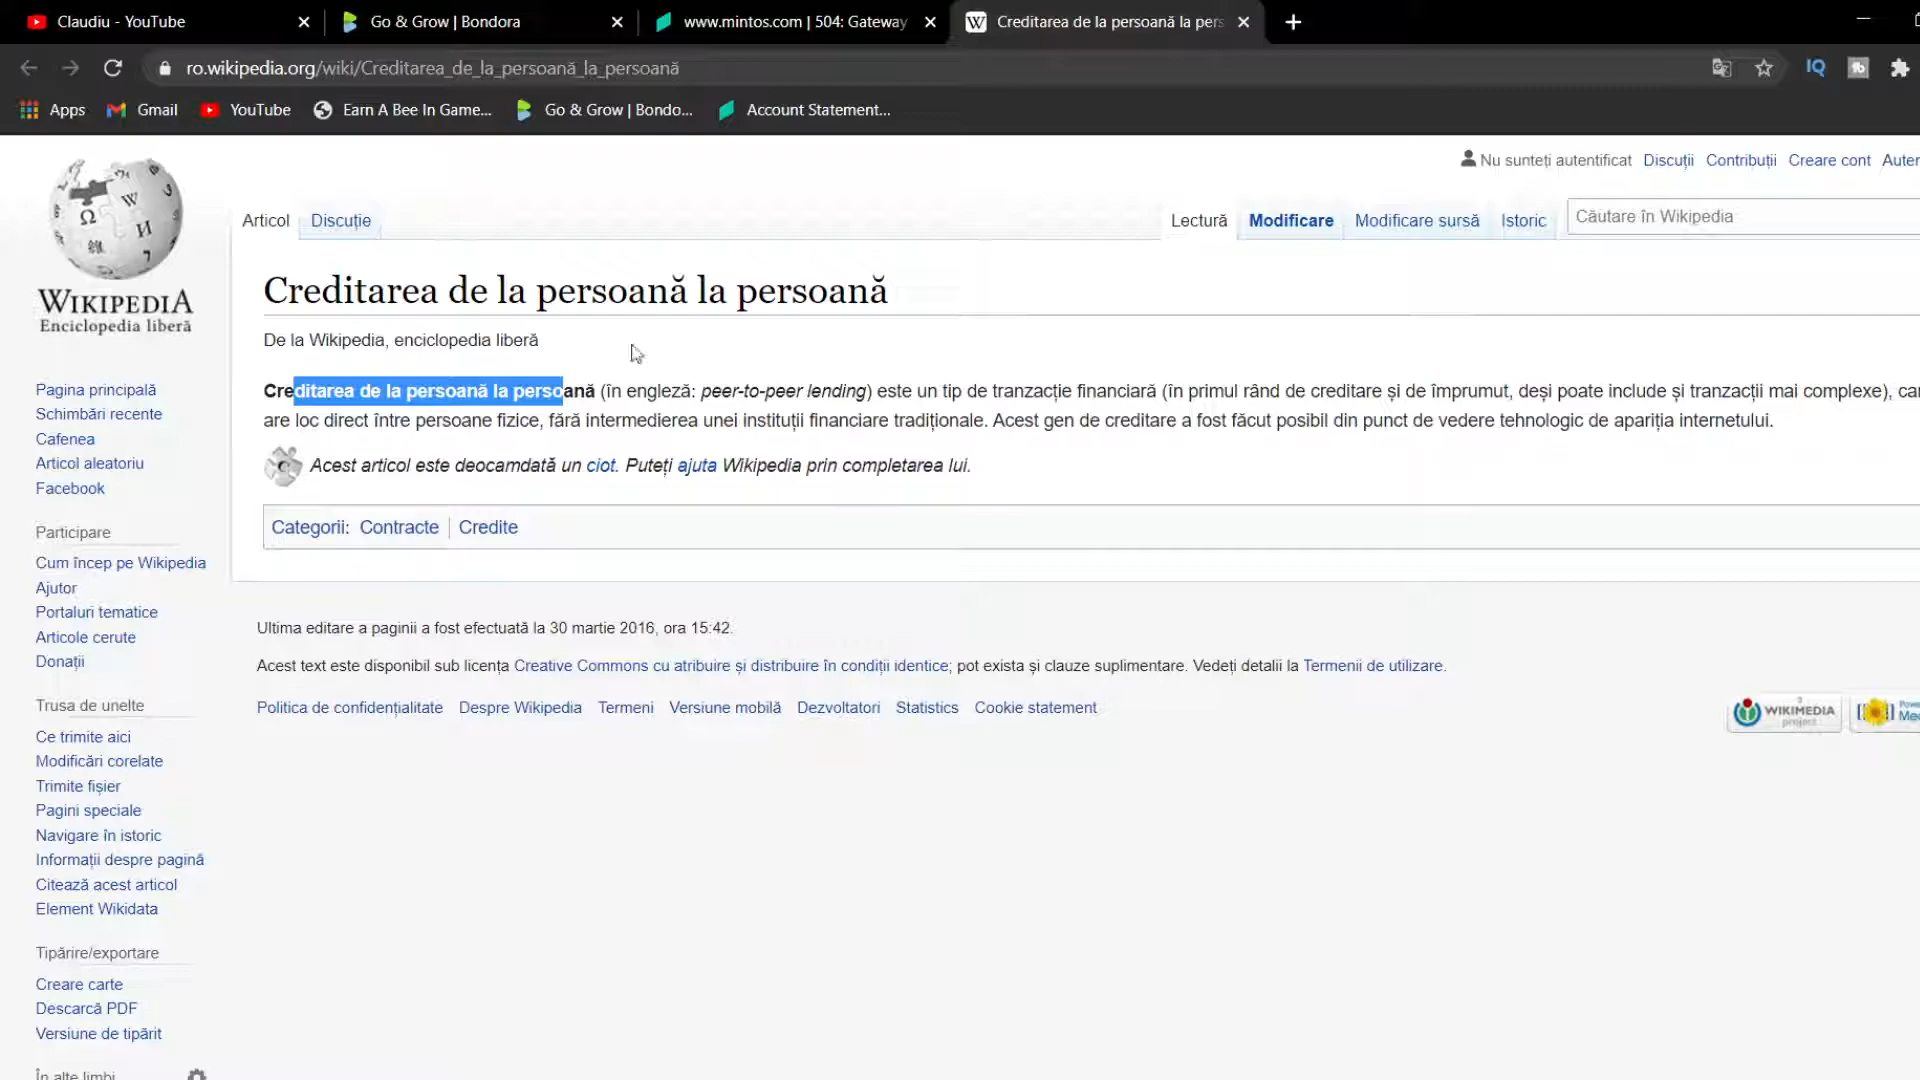 Claudiu - YouTube
Go & Grow | Bondora
www.mintos.com | 504: Gateway
Creditarea de la persoană la pers
ro.wikipedia.org/wiki/Creditarea_de_la_persoană_la_persoană
IQ
Apps
Gmail
YouTube
Earn A Bee In Game...
Go & Grow | Bondo...
Account Statement...
Nu sunteți autentificat
Discuții
Contribuții
Creare cont
Auten
WIKIPEDIA
Enciclopedia liberă
Articol
Discuție
Lectură
Modificare
Modificare sursă
Istoric
Căutare în Wikipedia
Creditarea de la persoană la persoană
De la Wikipedia, enciclopedia liberă
Creditarea de la persoană la persoană (în engleză: peer-to-peer lending) este un tip de tranzacție financiară (în primul rând de creditare și de împrumut, deși poate include și tranzacții mai complexe), car
are loc direct între persoane fizice, fără intermedierea unei instituții financiare tradiționale. Acest gen de creditare a fost făcut posibil din punct de vedere tehnologic de apariția internetului.
Acest articol este deocamdată un ciot. Puteți ajuta Wikipedia prin completarea lui.
Categorii: Contracte | Credite
Ultima editare a paginii a fost efectuată la 30 martie 2016, ora 15:42.
Acest text este disponibil sub licența Creative Commons cu atribuire și distribuire în condiții identice; pot exista și clauze suplimentare. Vedeți detalii la Termenii de utilizare.
Politica de confidențialitate
Despre Wikipedia
Termeni
Versiune mobilă
Dezvoltatori
Statistics
Cookie statement
WIKIMEDIA
project
Pagina principală
Schimbări recente
Cafenea
Articol aleatoriu
Facebook
Participare
Cum încep pe Wikipedia
Ajutor
Portaluri tematice
Articole cerute
Donații
Trusa de unelte
Ce trimite aici
Modificări corelate
Trimite fișier
Pagini speciale
Navigare în istoric
Informații despre pagină
Citează acest articol
Element Wikidata
Tipărire/exportare
Creare carte
Descarcă PDF
Versiune de tipărit
În alte limbi